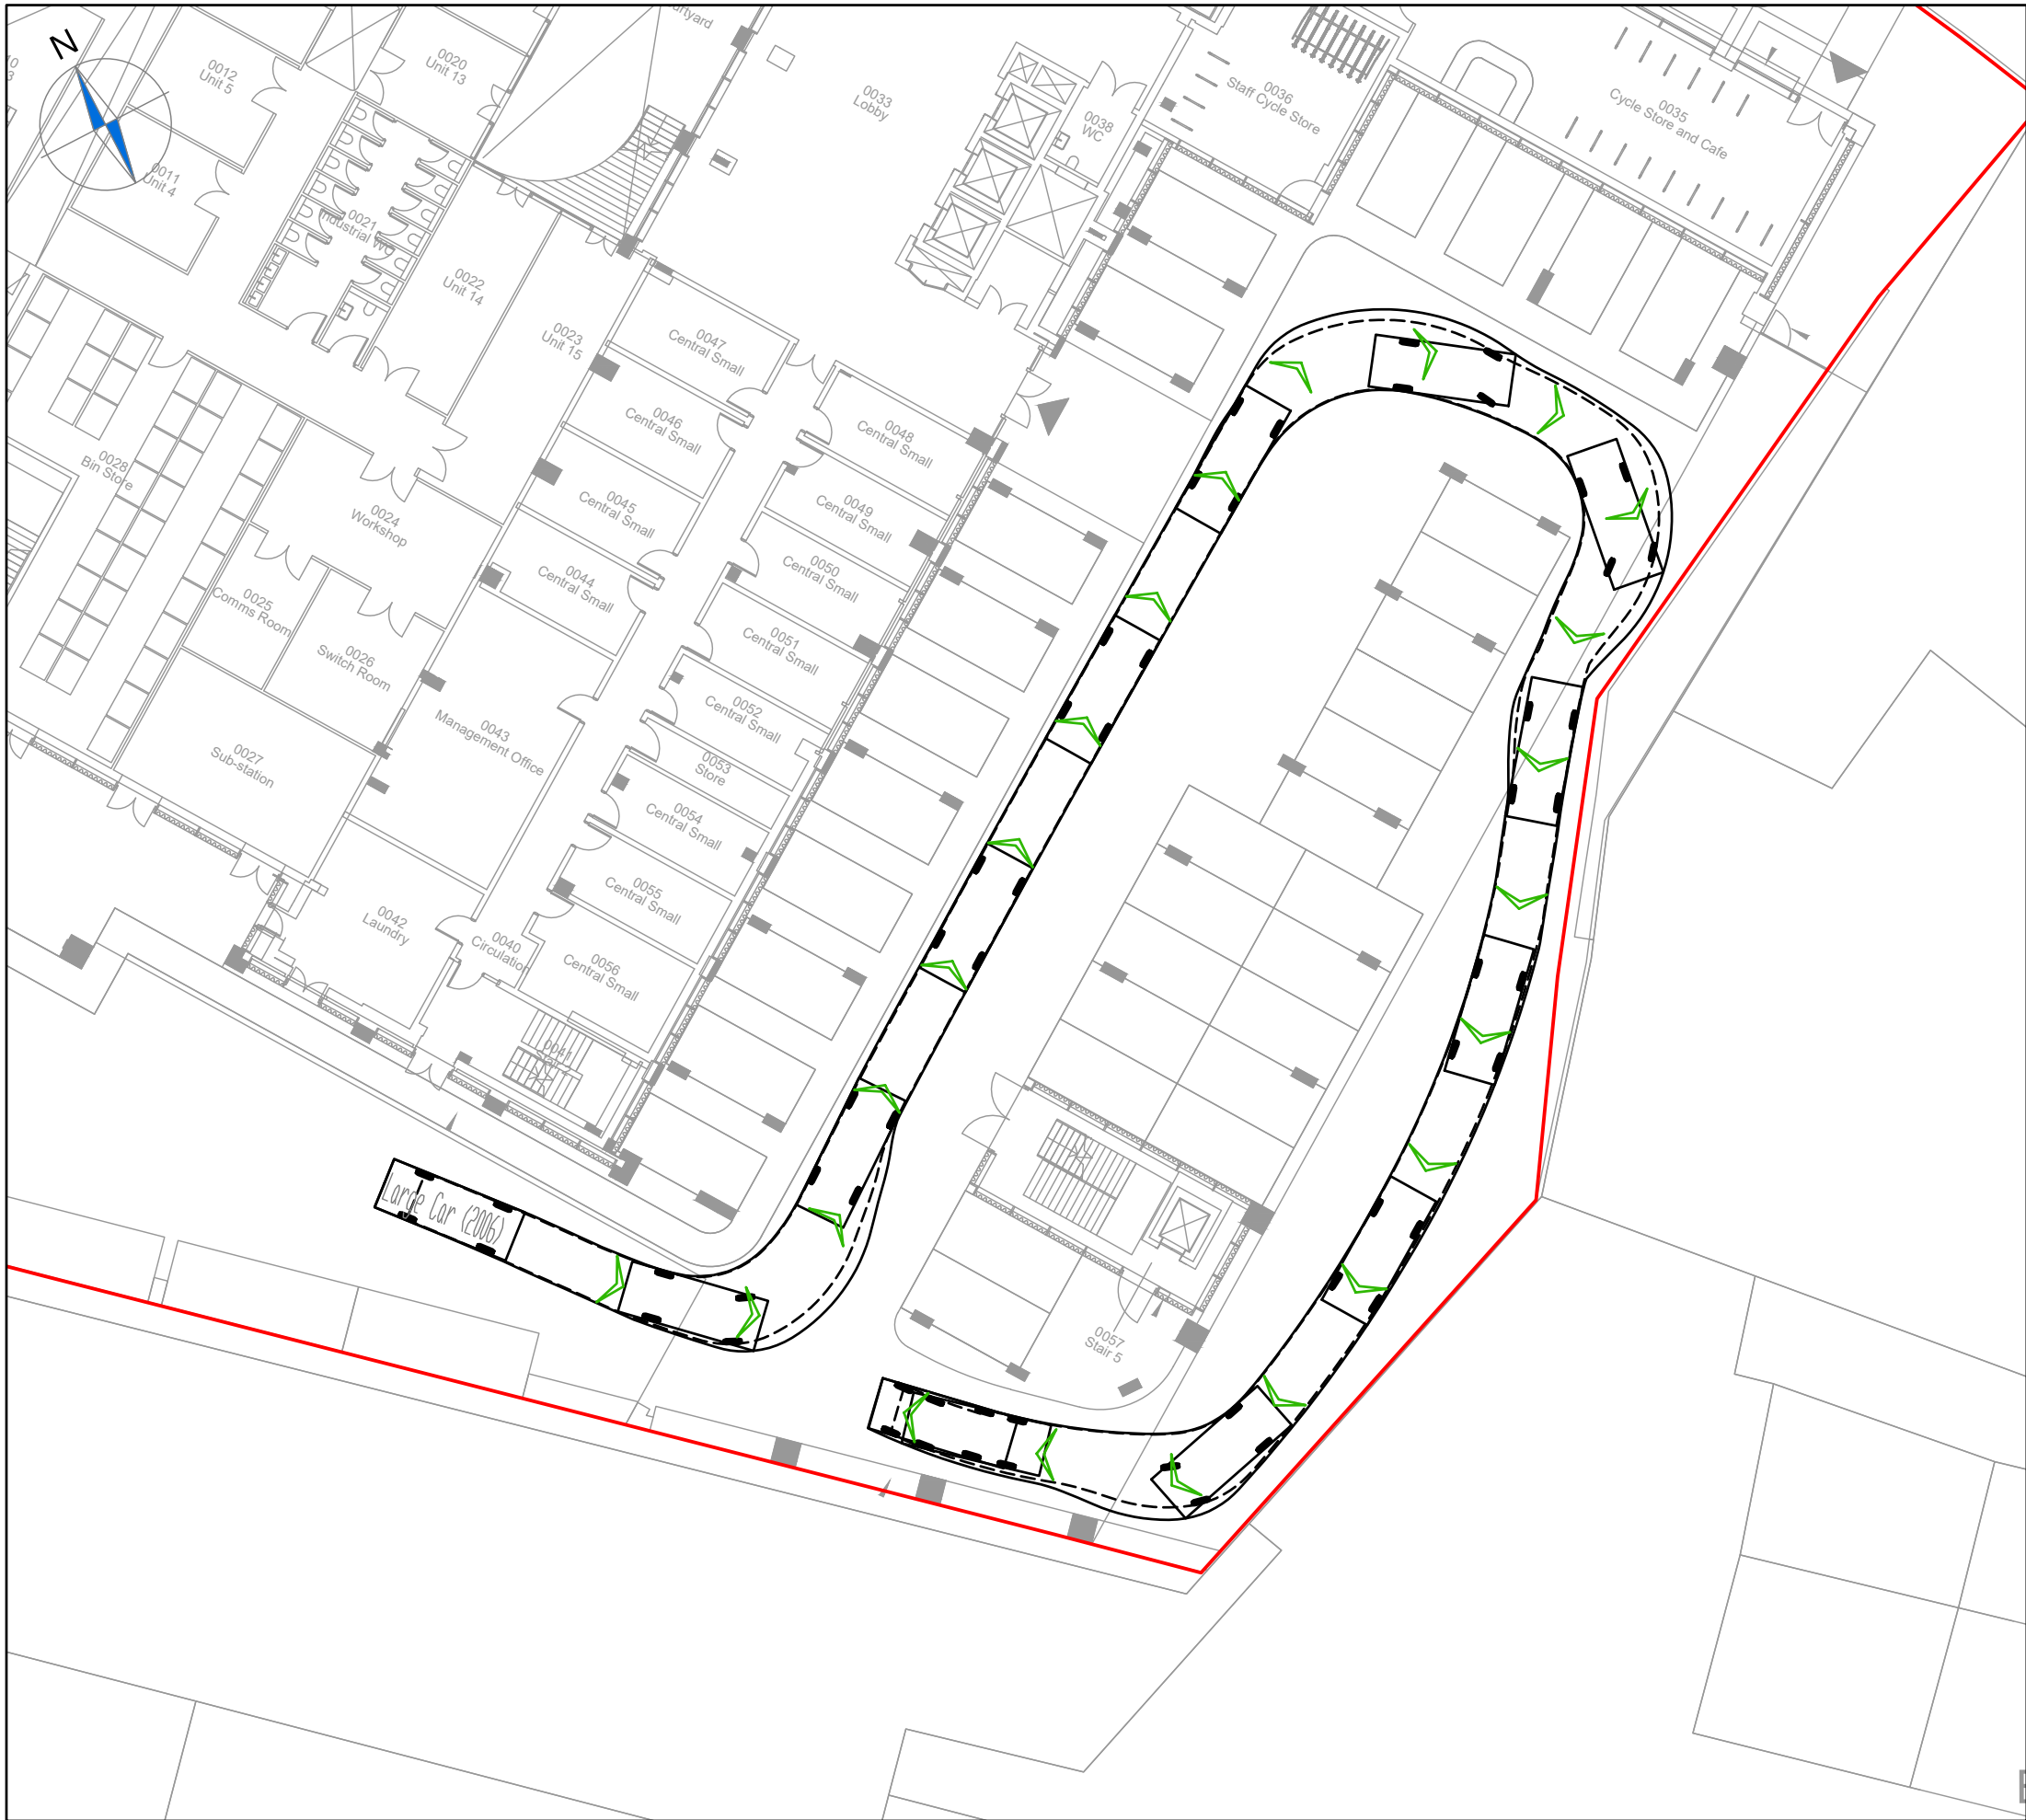 N
0012
Unit 5
0011
Unit 4
0020
Unit 13
0033
Lobby
0038
WC
0036
Staff Cycle Store
0035
Cycle Store and Cafe
0021
0022
Unit 14
0023
Unit 15
0047
Central Small
0046
Central Small
0045
Central Small
0044
Central Small
0048
Central Small
0049
Central Small
0050
Central Small
0051
Central Small
0052
Central Small
0053
Store
0054
Central Small
0055
Central Small
0056
Central Small
0028
Bin Store
0024
Workshop
0025
Comms Room
0026
Switch Room
0027
Sub-station
0043
Management Office
0042
Laundry
0040
Circulation
0041
0057
Stair 5
Large Car (2006)